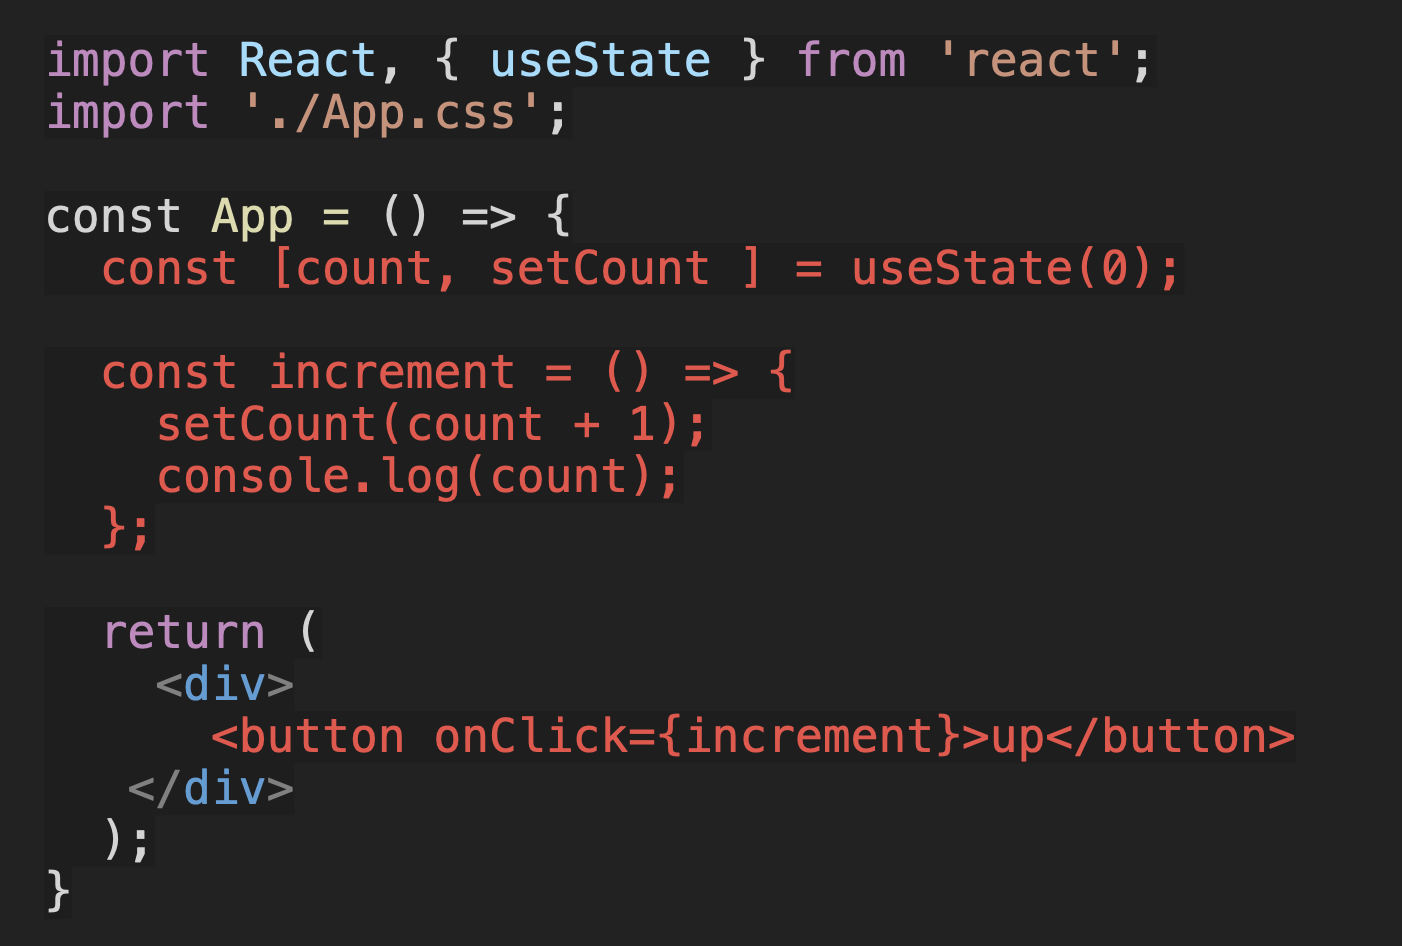 import React, { useState } from 'react';
import './App.css';

const App = () => {
  const [count, setCount ] = useState(0);

  const increment = () => {
    setCount(count + 1);
    console.log(count);
  };

  return (
    <div>
      <button onClick={increment}>up</button>
   </div>
  );
}